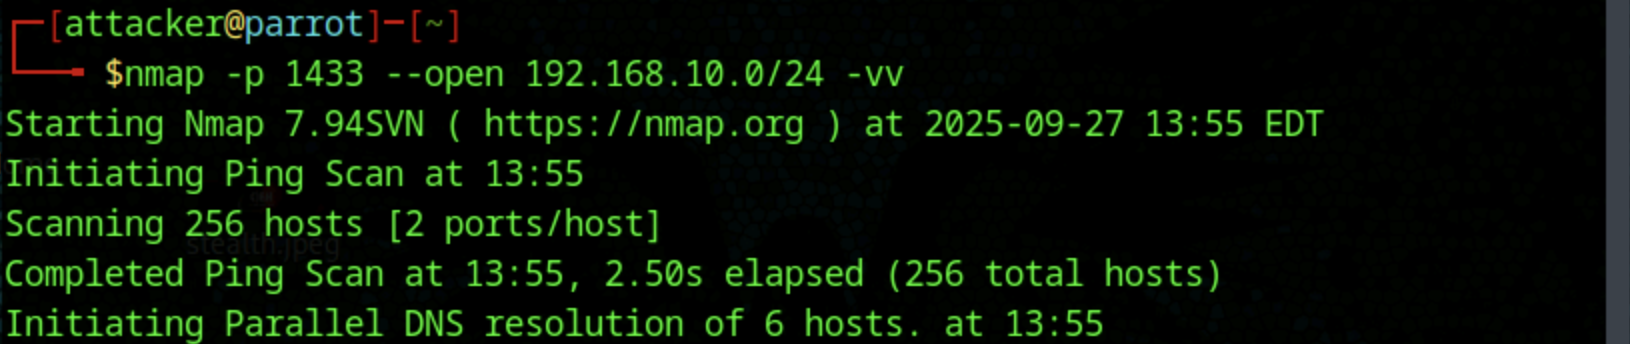 [attacker@parrot]─[~]
$nmap -p 1433 --open 192.168.10.0/24 -vv
Starting Nmap 7.94SVN ( https://nmap.org ) at 2025-09-27 13:55 EDT
Initiating Ping Scan at 13:55
Scanning 256 hosts [2 ports/host]
stealth.jpeg
Completed Ping Scan at 13:55, 2.50s elapsed (256 total hosts)
Initiating Parallel DNS resolution of 6 hosts. at 13:55